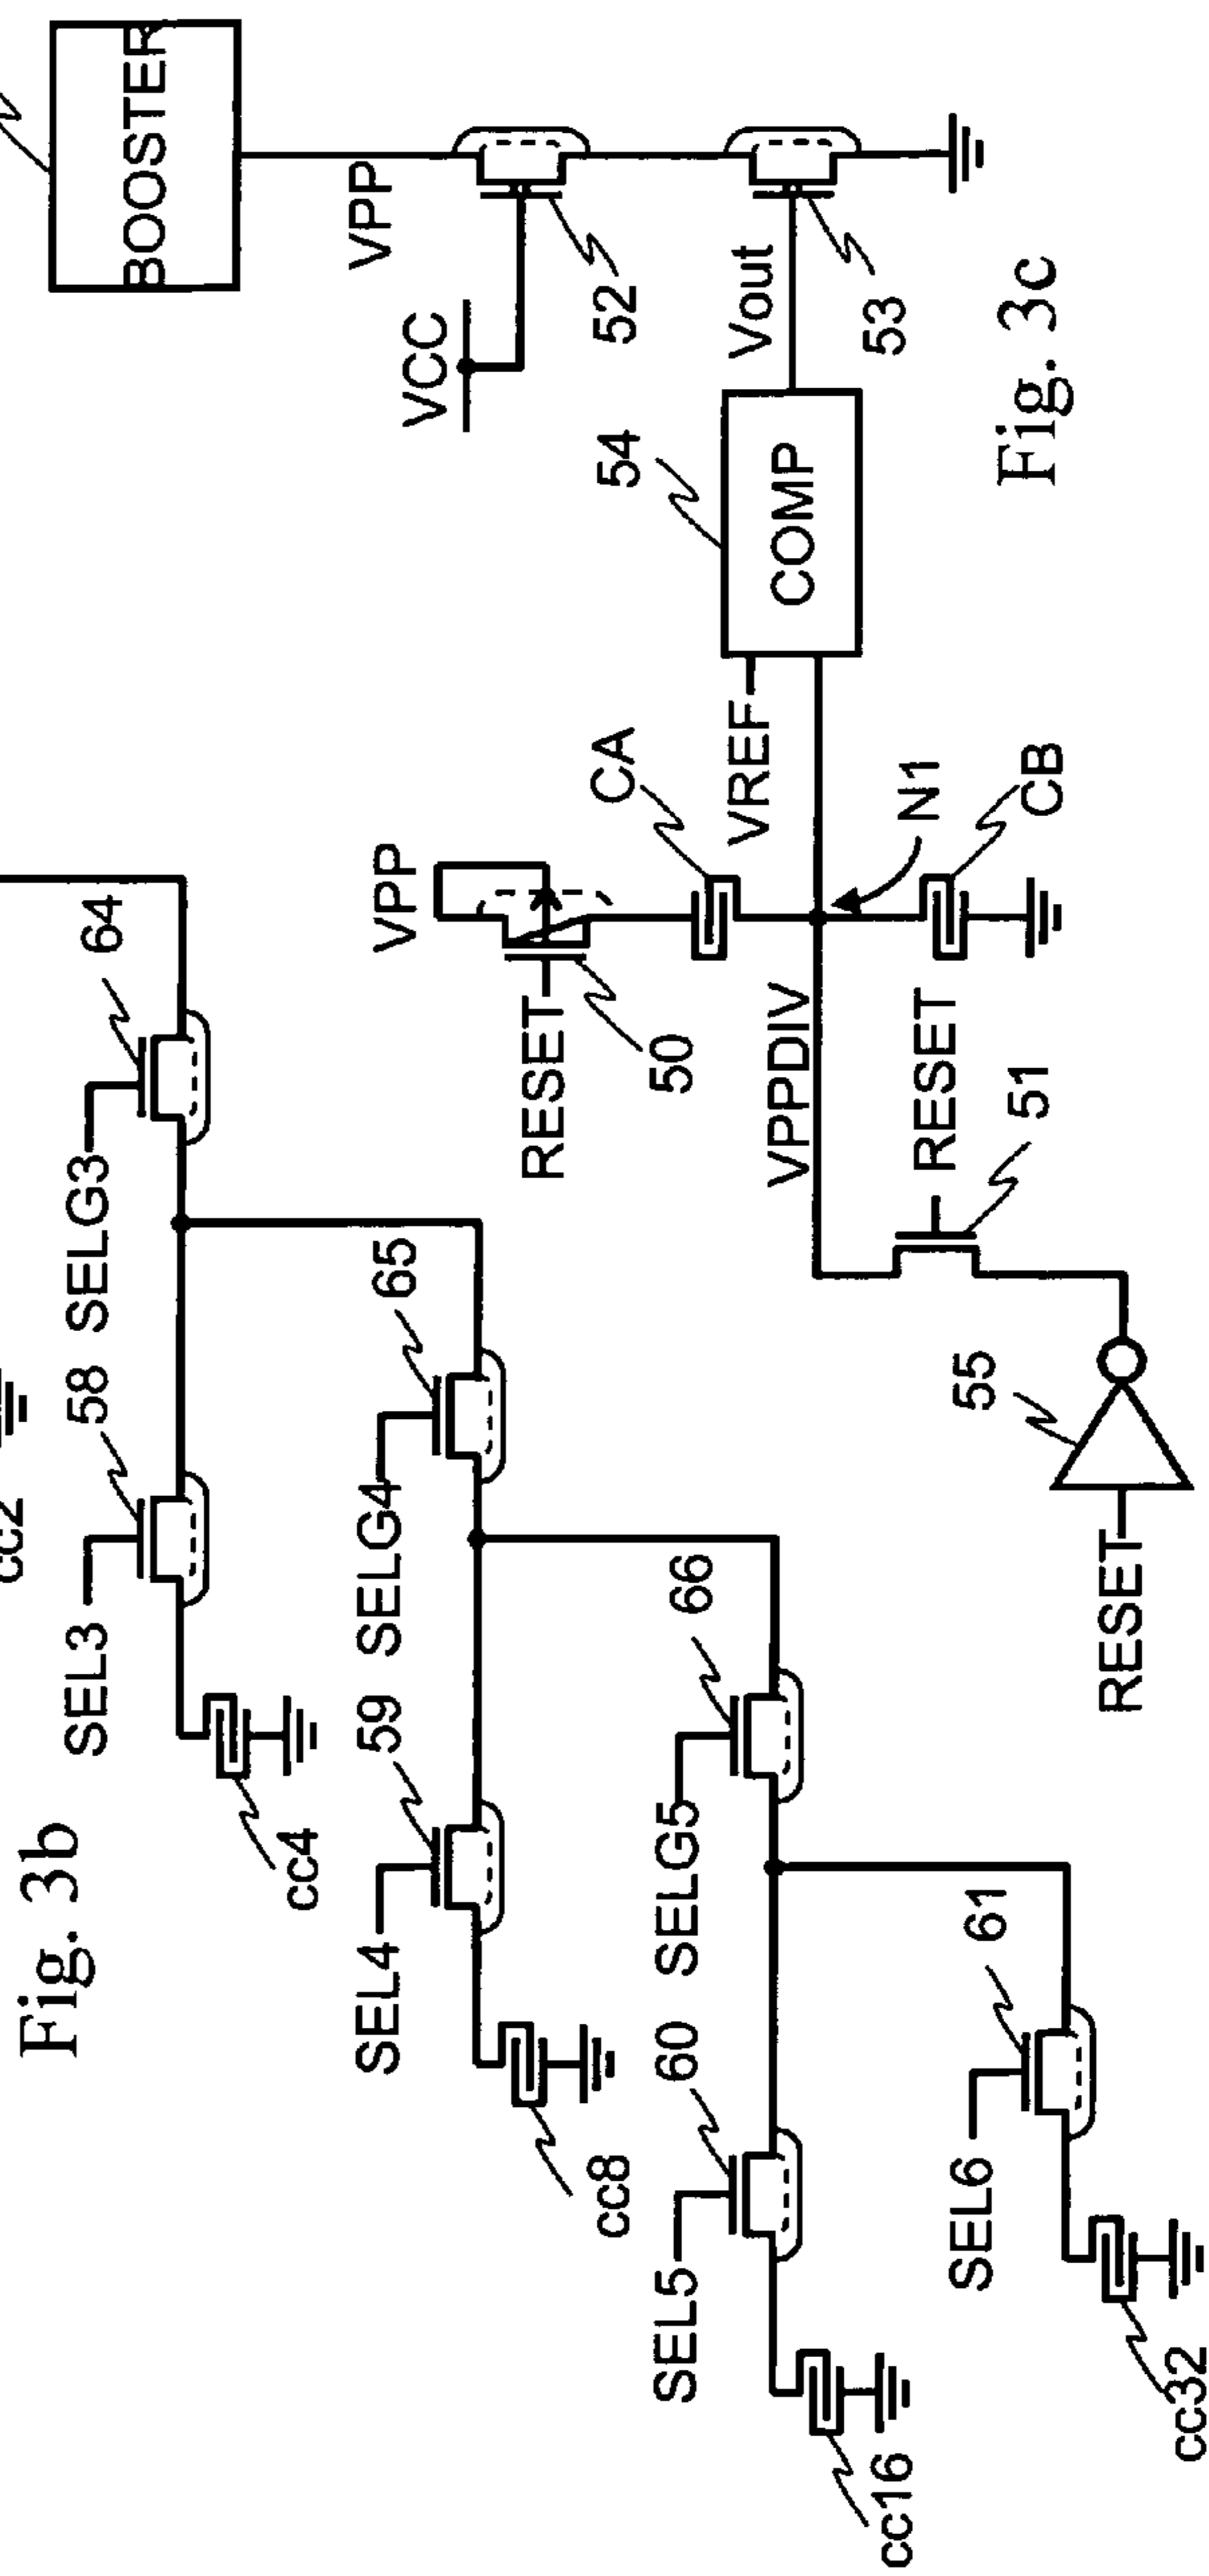 BOOSTER
VPP
VCC
52
Vout
53
54
COMP
VREF
Fig. 3c
CA
N1
CB
VPP
RESET
50
VPPDIV
RESET
51
55
RESET
64
SELG3
58
SEL3
cc2
cc4
Fig. 3b
65
SELG4
59
SEL4
cc8
66
SELG5
60
SEL5
cc16
61
SEL6
cc32